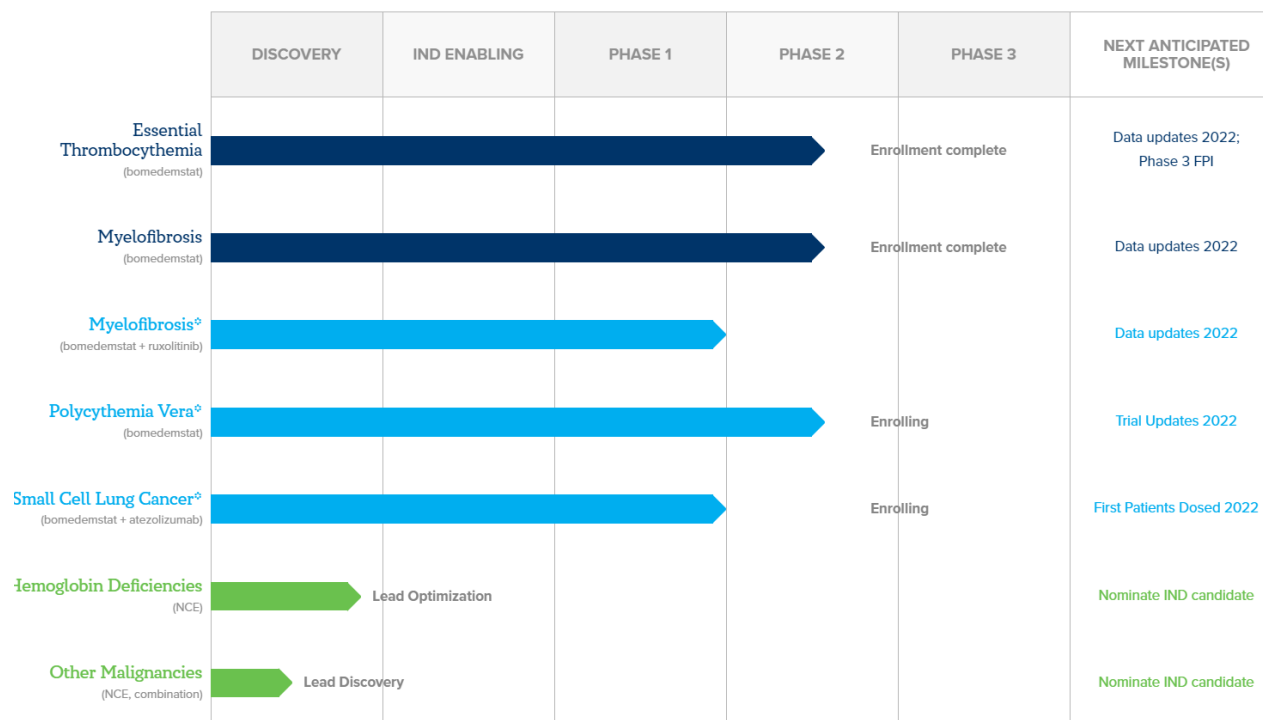 DISCOVERY IND ENABLING PHASE 1 PHASE 2 PHASE 3 NEXT ANTICIPATED
MILESTONE(S)
Essential
Thrombocythemia
(bomedemstat)
Enrollment complete
Data updates 2022;
Phase 3 FPI
Myelofibrosis
(bomedemstat)
Enrollment complete
Data updates 2022
Myelofibrosis*
(bomedemstat + ruxolitinib)
Data updates 2022
Polycythemia Vera*
(bomedemstat)
Enrolling
Trial Updates 2022
Small Cell Lung Cancer*
(bomedemstat + atezolizumab)
Enrolling
First Patients Dosed 2022
Hemoglobin Deficiencies
(NCE)
Lead Optimization
Nominate IND candidate
Other Malignancies
(NCE, combination)
Lead Discovery
Nominate IND candidate